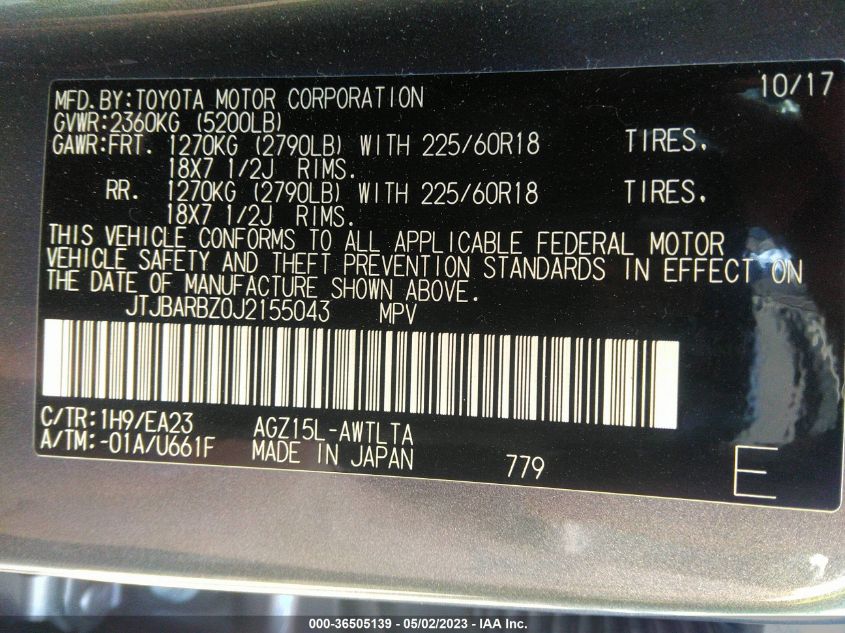 10/17
MFD.BY:TOYOTA MOTOR CORPORATION
GVWR:2360KG (5200LB)
GAWR:FRT. 1270KG (2790LB) WITH 225/60R18 TIRES,
18X7 1/2J RIMS.
RR. 1270KG (2790LB) WITH 225/60R18 TIRES,
18X7 1/2J RIMS.
THIS VEHICLE CONFORMS TO ALL APPLICABLE FEDERAL MOTOR
VEHICLE SAFETY AND THEFT PREVENTION STANDARDS IN EFFECT ON
THE DATE OF MANUFACTURE SHOWN ABOVE.
JTJBARBZ0J2155043 MPV
C/TR:1H9/EA23 AGZ15L-AWTLTA
A/TM:-01A/U661F MADE IN JAPAN 779 E
000-36505139 - 05/02/2023 - IAA Inc.